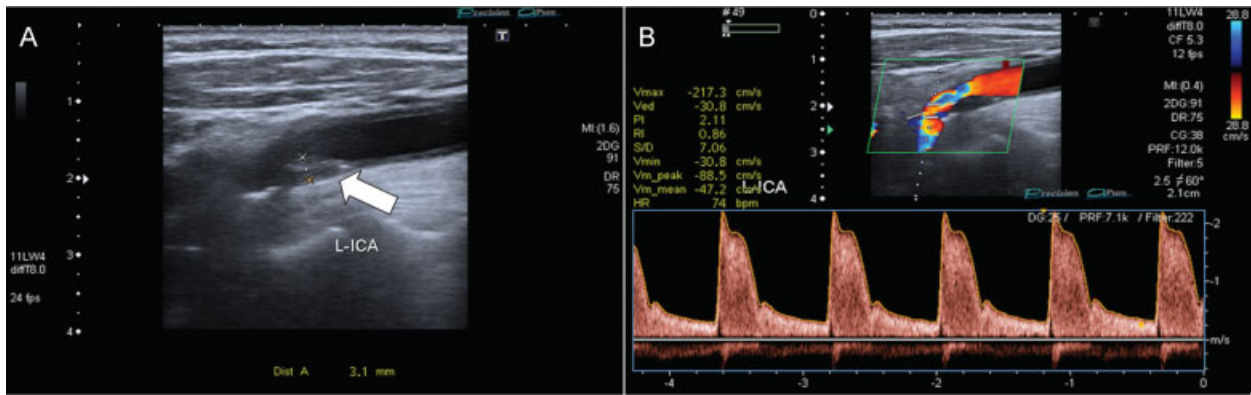 A
Precision APure
T
1
2
3
4
MI:(1.6)
2DG
91
DR
75
L-ICA
11LW4
diffT8.0
24 fps
Dist A 3.1 mm
B
#49
0
1
2
3
4
11LW4
diffT8.0
CF 5.3
12 fps
28.8
28.8
cm/s
MI:(0.4)
2DG:91
DR:75
CG:38
PRF:12.0k
Filter:5
2.5 60°
2.1cm
Vmax -217.3 cm/s
Ved -30.8 cm/s
PI 2.11
RI 0.86
S/D 7.06
Vmin -30.8 cm/s
Vm_peak -88.5 cm/s
Vm_mean -47.2 cm/s
HR 74 bpm
L-ICA
Precision APure
DG:25 / PRF:7.1k / Filter:222
-2
-1
m/s
-4
-3
-2
-1
0